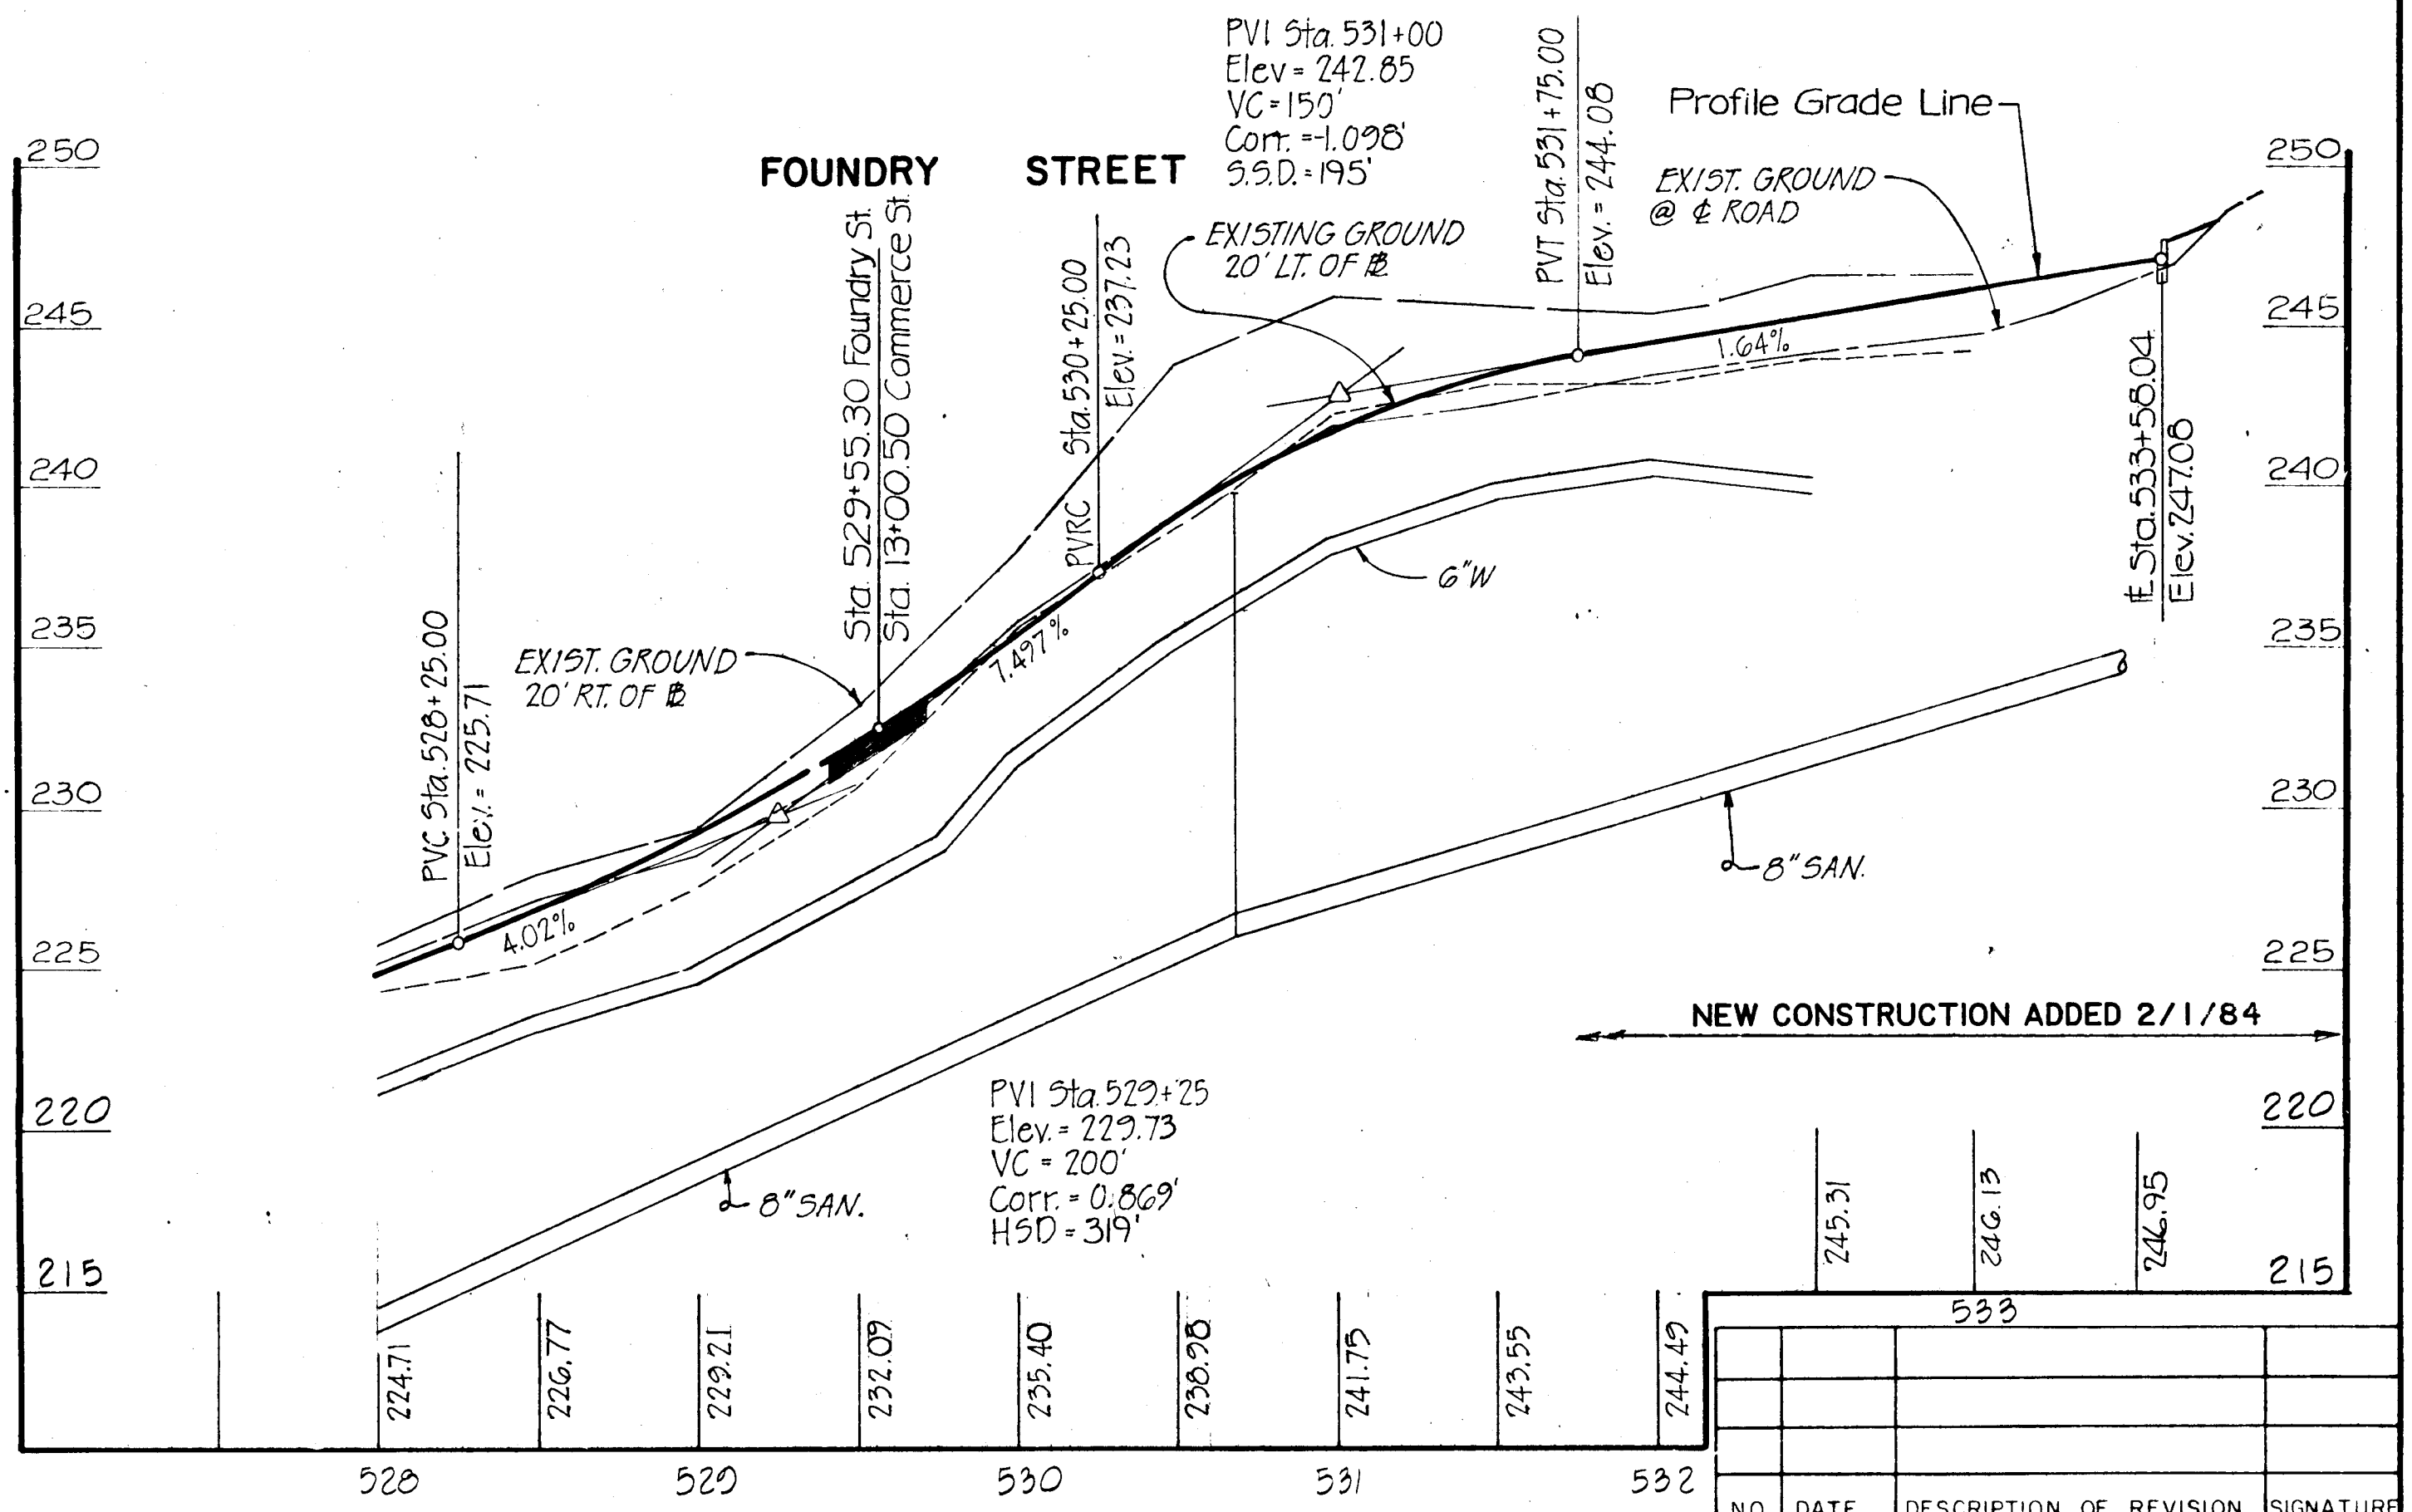 PVI Sta. 531+00
Elev = 242.85
VC = 150'
Corr. = -1.098'
S.S.D. = 195'
FOUNDRY STREET
PVT Sta. 531+75.00
Elev. = 244.08
Profile Grade Line
EXIST. GROUND
@ ℄ ROAD
EXISTING GROUND
20' LT. OF
Sta. 529+55.30 Foundry St.
Sta. 13+00.50 Commerce St.
PVRC Sta. 530+25.00
Elev. = 237.23
250
245
240
235
230
225
220
215
250
245
240
235
230
225
220
215
1.64%
7.497%
4.02%
Sta. 533+58.04
Elev. 247.08
6"W
EXIST. GROUND
20' RT. OF
PVC Sta. 528+25.00
Elev. = 225.71
8" SAN.
NEW CONSTRUCTION ADDED 2/1/84
PVI Sta. 529+25
Elev. = 229.73
VC = 200'
Corr. = 0.869'
HSD = 319'
8" SAN.
245.31
246.13
246.95
533
224.71
226.77
229.21
232.09
235.40
238.98
241.75
243.55
244.49
528
529
530
531
532
NO. DATE DESCRIPTION OF REVISION SIGNATURE